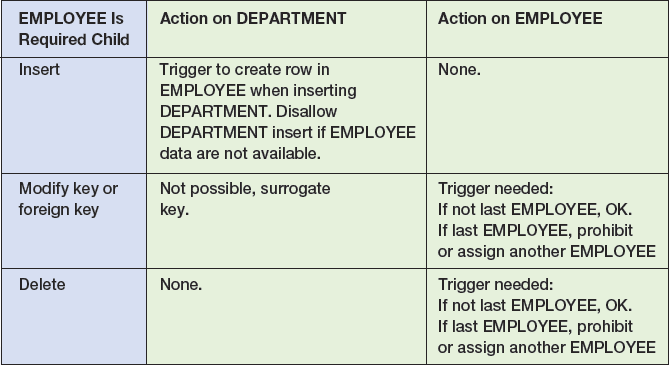 EMPLOYEE Is
Required Child
Action on DEPARTMENT
Action on EMPLOYEE
Insert
Trigger to create row in
EMPLOYEE when inserting
DEPARTMENT. Disallow
DEPARTMENT insert if EMPLOYEE
data are not available.
None.
Modify key or
foreign key
Not possible, surrogate
key.
Trigger needed:
If not last EMPLOYEE, OK.
If last EMPLOYEE, prohibit
or assign another EMPLOYEE
Delete
None.
Trigger needed:
If not last EMPLOYEE, OK.
If last EMPLOYEE, prohibit
or assign another EMPLOYEE